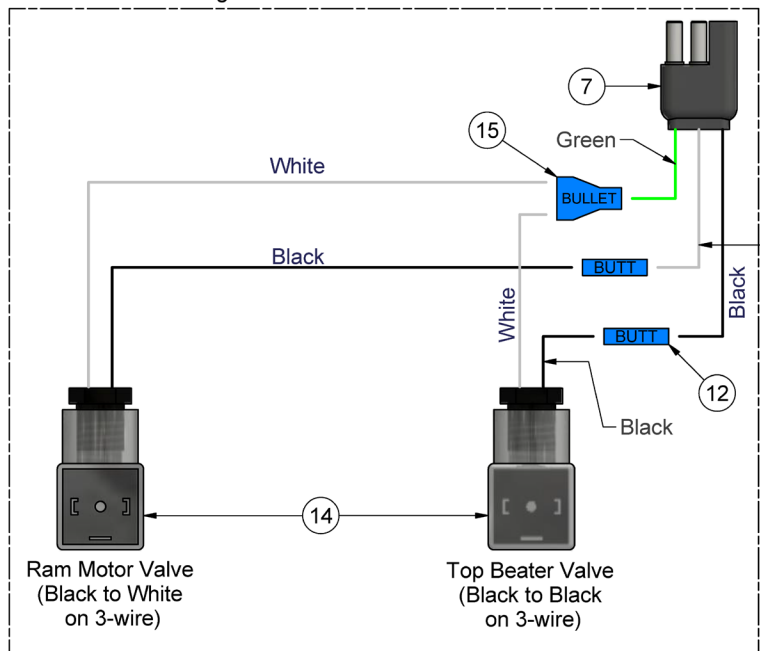 7
15
Green
White
BULLET
Black
BUTT
White
Black
BUTT
12
Black
14
Ram Motor Valve
(Black to White
on 3-wire)
Top Beater Valve
(Black to Black
on 3-wire)